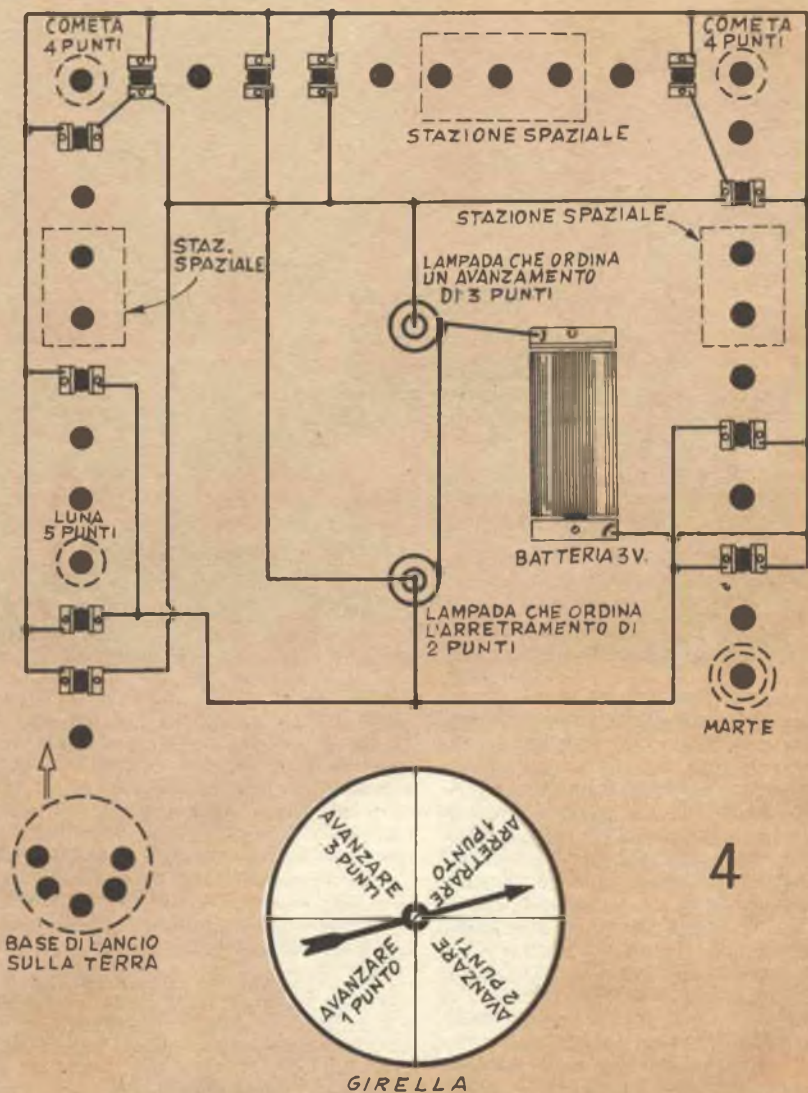 COMETA
4 PUNTI
COMETA
4 PUNTI
STAZIONE SPAZIALE
STAZIONE SPAZIALE
STAZ.
SPAZIALE
LAMPADA CHE ORDINA
UN AVANZAMENTO
DI 3 PUNTI
LUNA
5 PUNTI
BATTERIA 3 V.
LAMPADA CHE ORDINA
L'ARRETRAMENTO DI
2 PUNTI
MARTE
AVANZARE
3 PUNTI
ARRETRARE
1 PUNTO
AVANZARE
1 PUNTO
AVANZARE
2 PUNTI
4
BASE DI LANCIO
SULLA TERRA
GIRELLA